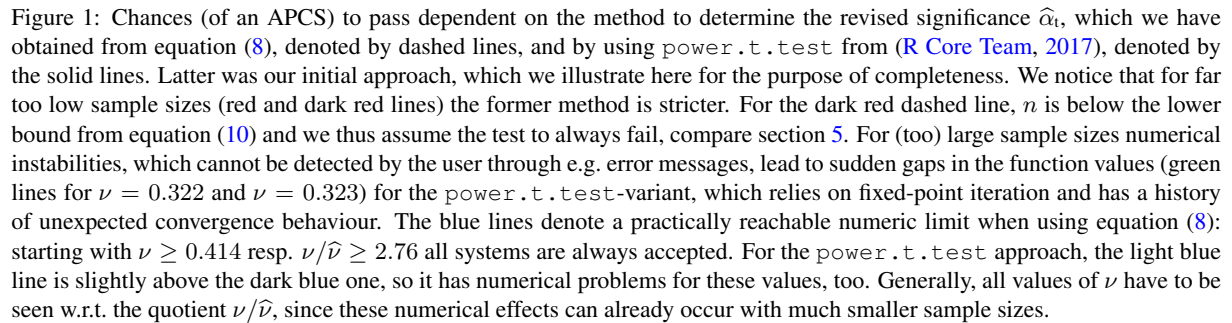 Figure 1: Chances (of an APCS) to pass dependent on the method to determine the revised significance α̂ₜ, which we have
obtained from equation (8), denoted by dashed lines, and by using power.t.test from (R Core Team, 2017), denoted by
the solid lines. Latter was our initial approach, which we illustrate here for the purpose of completeness. We notice that for far
too low sample sizes (red and dark red lines) the former method is stricter. For the dark red dashed line, n is below the lower
bound from equation (10) and we thus assume the test to always fail, compare section 5. For (too) large sample sizes numerical
instabilities, which cannot be detected by the user through e.g. error messages, lead to sudden gaps in the function values (green
lines for ν = 0.322 and ν = 0.323) for the power.t.test-variant, which relies on fixed-point iteration and has a history
of unexpected convergence behaviour. The blue lines denote a practically reachable numeric limit when using equation (8):
starting with ν ≥ 0.414 resp. ν/ν̂ ≥ 2.76 all systems are always accepted. For the power.t.test approach, the light blue
line is slightly above the dark blue one, so it has numerical problems for these values, too. Generally, all values of ν have to be
seen w.r.t. the quotient ν/ν̂, since these numerical effects can already occur with much smaller sample sizes.